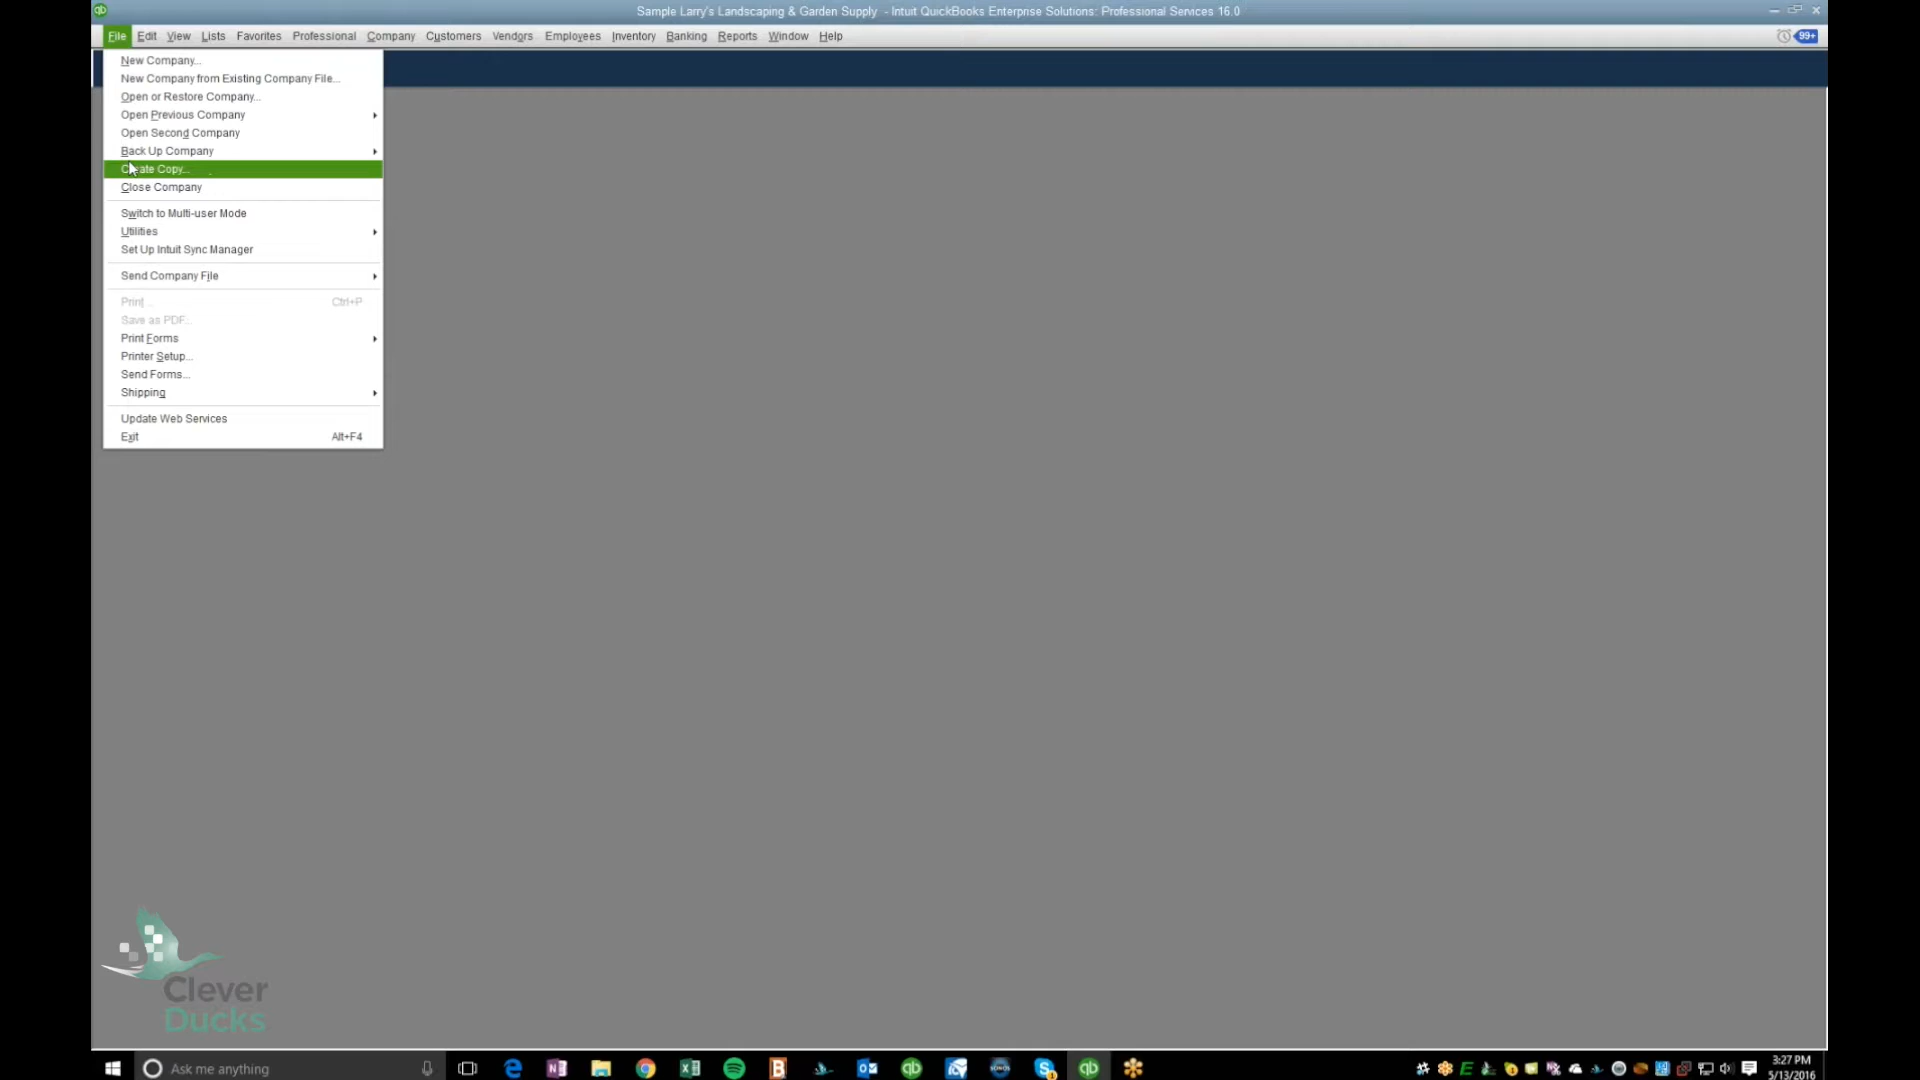 Sample Larry's Landscaping & Garden Supply - Intuit QuickBooks Enterprise Solutions: Professional Services 16.0
File Edit View Lists Favorites Professional Company Customers Vendors Employees Inventory Banking Reports Window Help 99+
New Company...
New Company from Existing Company File...
Open or Restore Company...
Open Previous Company
Open Second Company
Back Up Company
Create Copy...
Close Company
Switch to Multi-user Mode
Utilities
Set Up Intuit Sync Manager
Send Company File
Print... Ctrl+P
Save as PDF...
Print Forms
Printer Setup...
Send Forms...
Shipping
Update Web Services
Exit Alt+F4
Clever
Ducks
Ask me anything
3:27 PM
5/13/2016